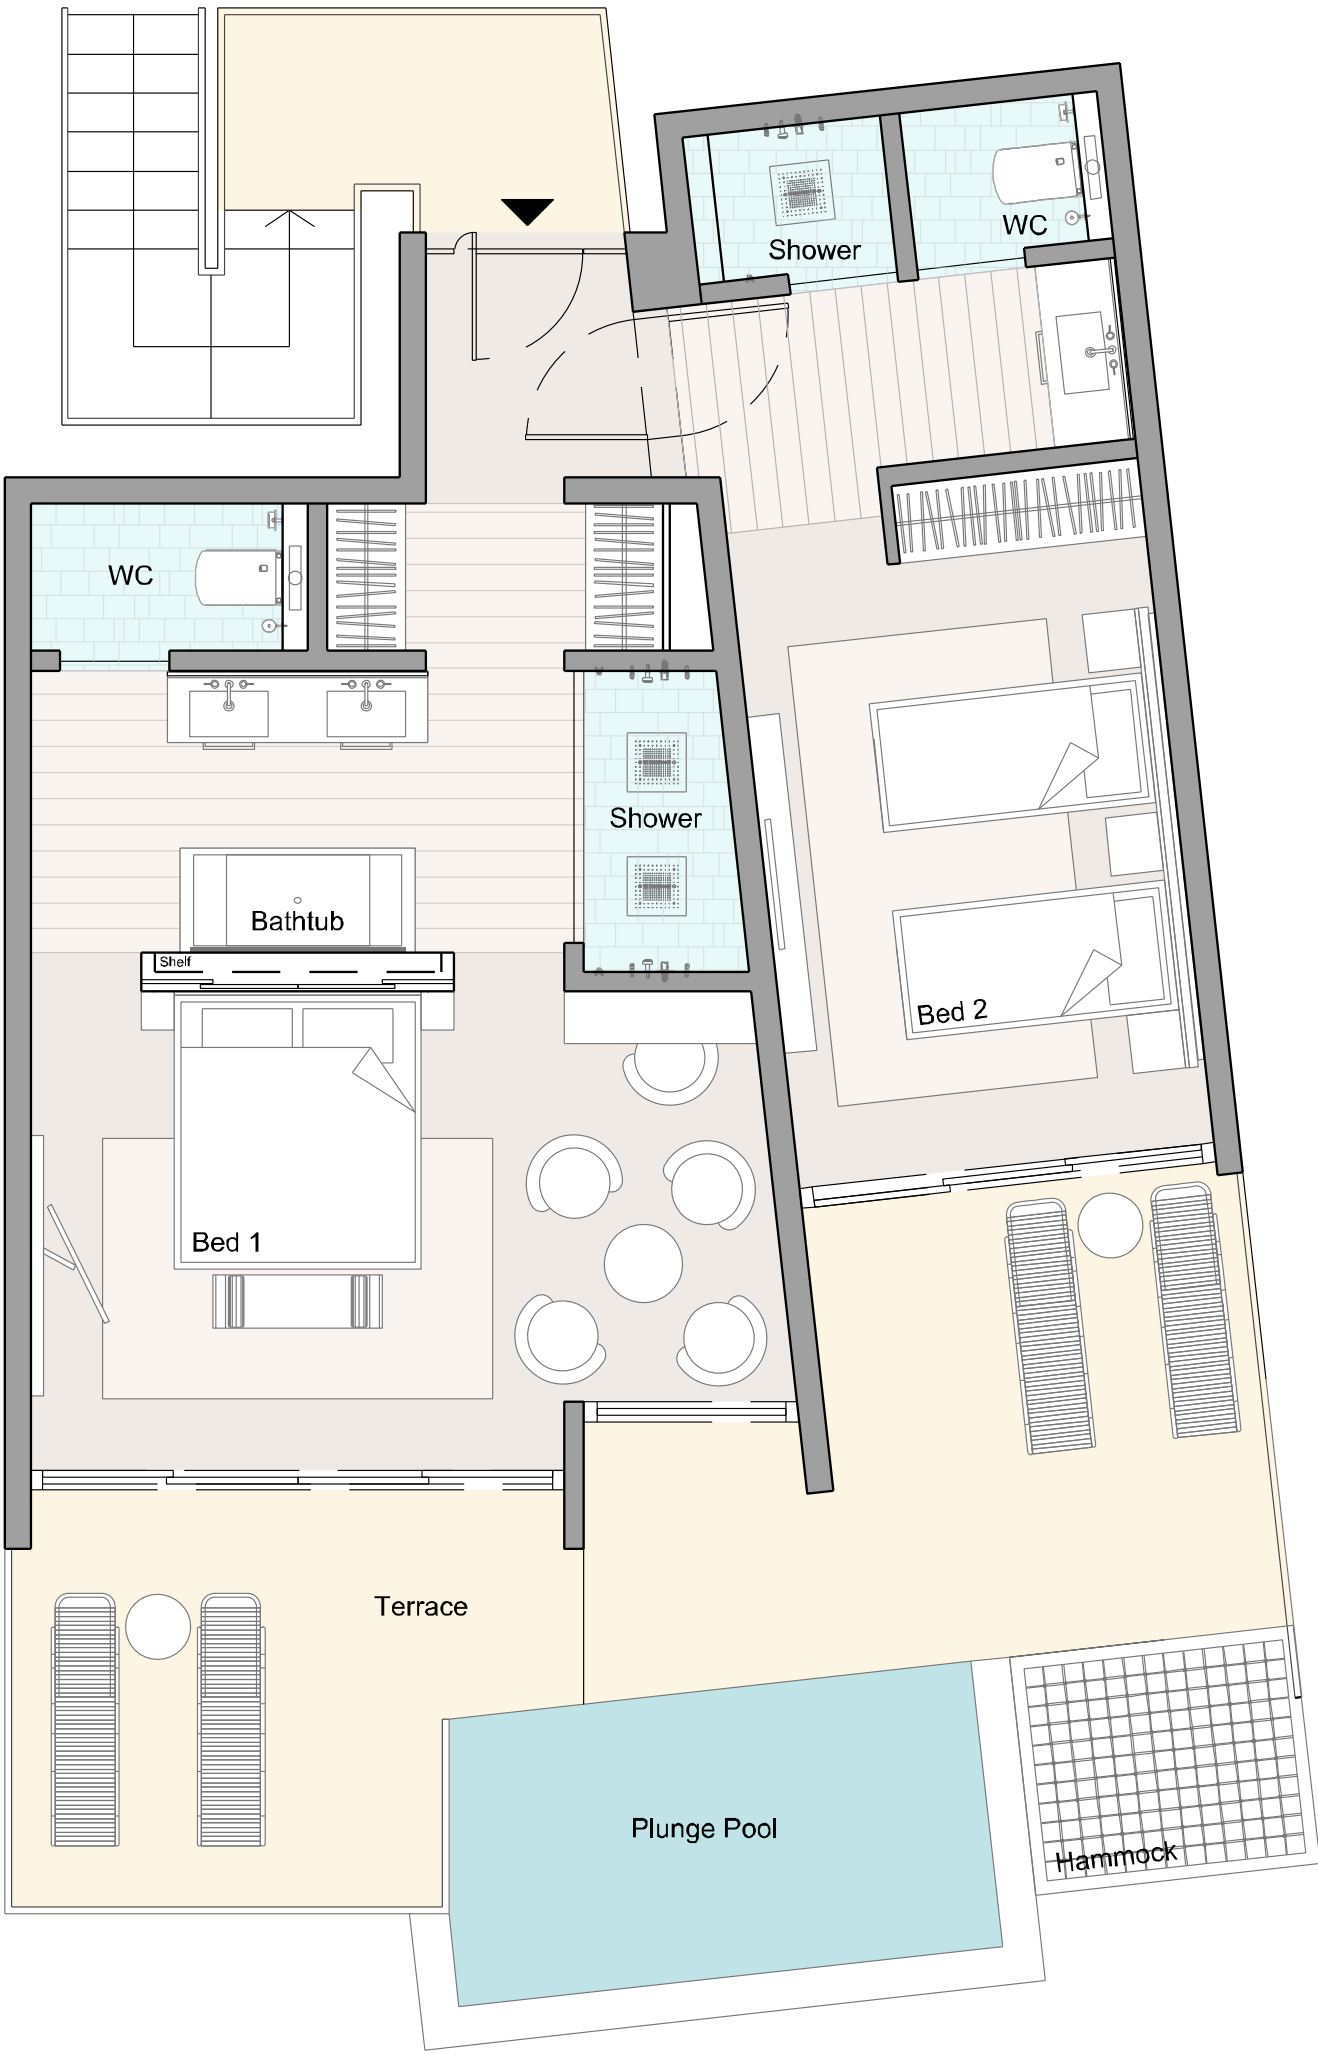 WC
Shower
WC
Shower
Bathtub
Shelf
Bed 2
Bed 1
Terrace
Plunge Pool
Hammock